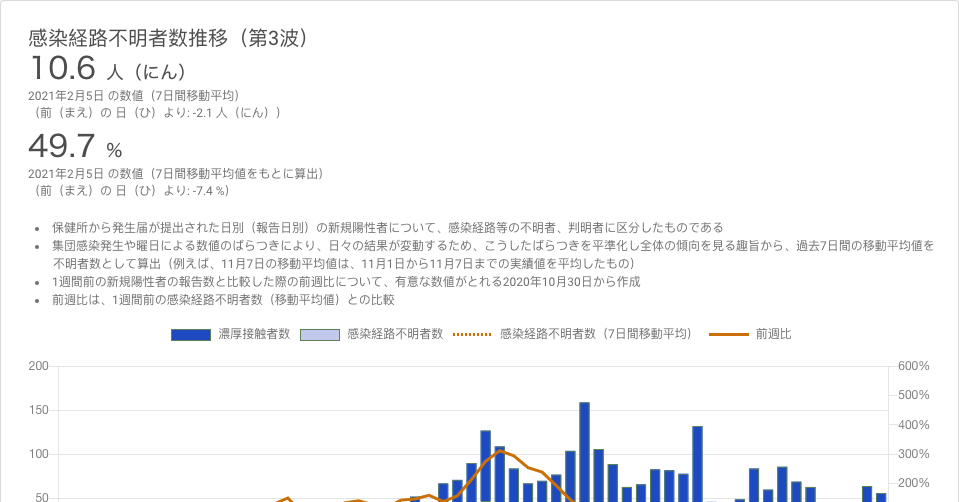 感染経路不明者数推移（第3波）
10.6 人（にん）
2021年2月5日 の数値（7日間移動平均）
（前（まえ）の 日（ひ）より: -2.1 人（にん））
49.7 %
2021年2月5日 の数値（7日間移動平均値をもとに算出）
（前（まえ）の 日（ひ）より: -7.4 %）
• 保健所から発生届が提出された日別（報告日別）の新規陽性者について、感染経路等の不明者、判明者に区分したものである
• 集団感染発生や曜日による数値のばらつきにより、日々の結果が変動するため、こうしたばらつきを平準化し全体の傾向を見る趣旨から、過去7日間の移動平均値を
不明者数として算出（例えば、11月7日の移動平均値は、11月1日から11月7日までの実績値を平均したもの）
• 1週間前の新規陽性者の報告数と比較した際の前週比について、有意な数値がとれる2020年10月30日から作成
• 前週比は、1週間前の感染経路不明者数（移動平均値）との比較
濃厚接触者数 感染経路不明者数 感染経路不明者数（7日間移動平均） 前週比
200 600%
500%
150
400%
100 300%
200%
50